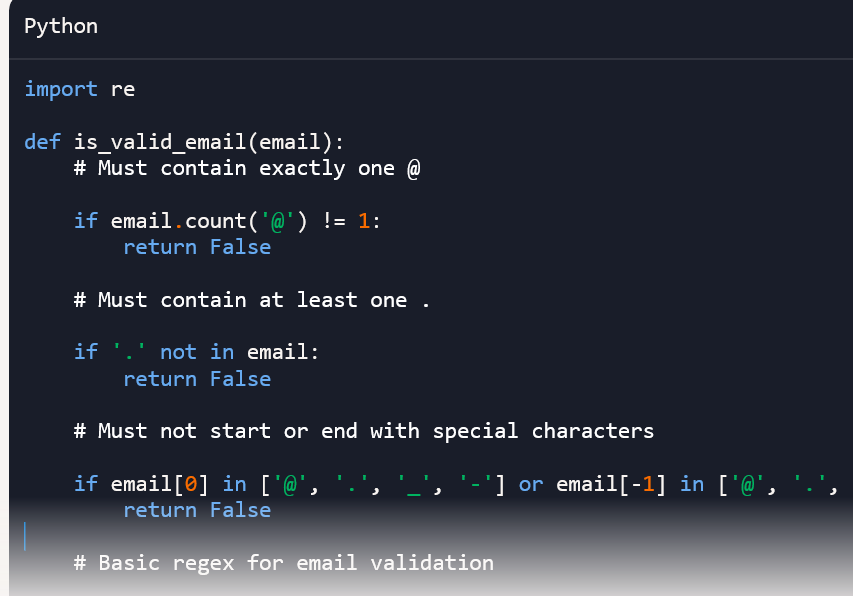 Python
import re
def is_valid_email(email):
    # Must contain exactly one @
    if email.count('@') != 1:
        return False
    # Must contain at least one .
    if '.' not in email:
        return False
    # Must not start or end with special characters
    if email[0] in ['@', '.', '_', '-'] or email[-1] in ['@', '.',
        return False
    # Basic regex for email validation